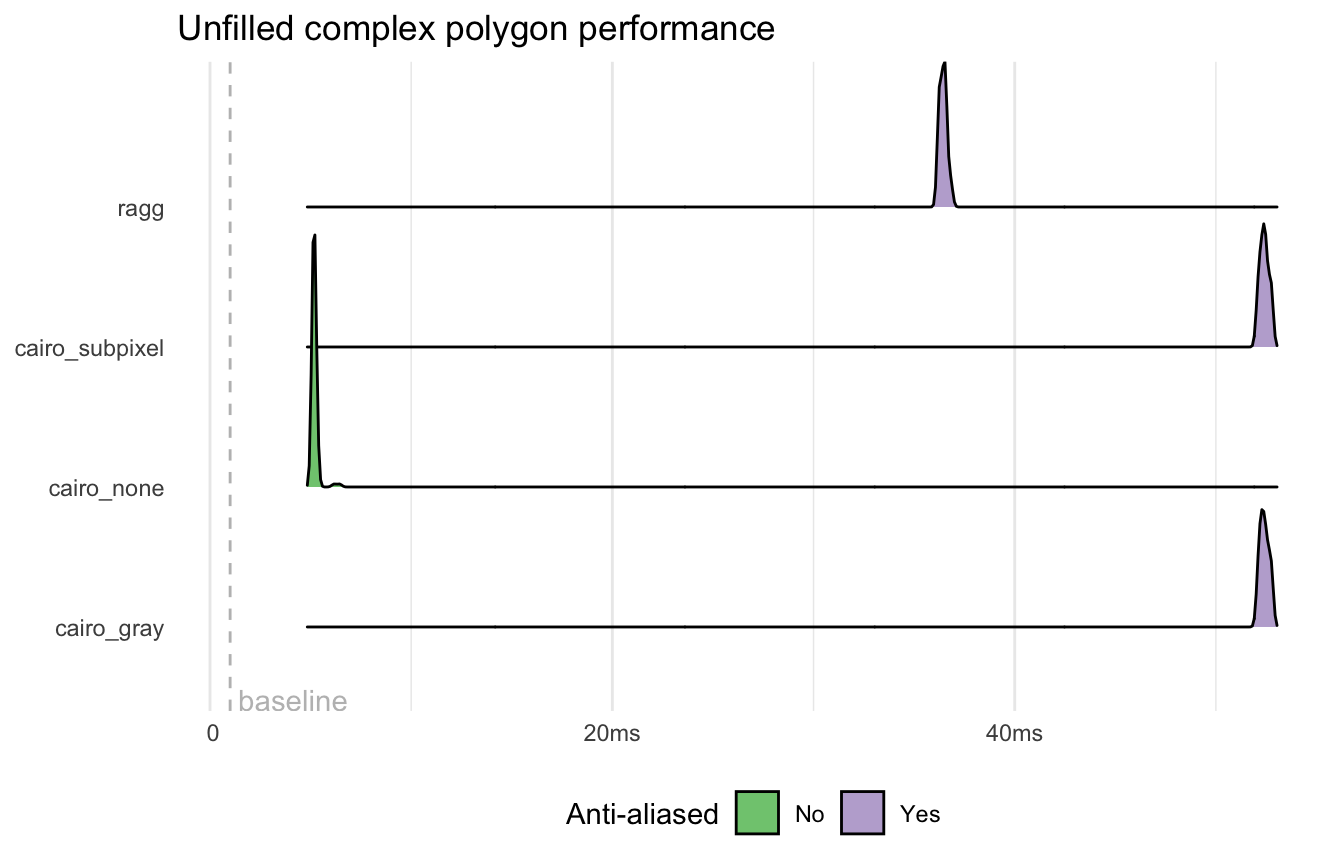 Unfilled complex polygon performance
ragg
cairo_subpixel
cairo_none
cairo_gray
baseline
0 20ms 40ms
Anti-aliased No Yes